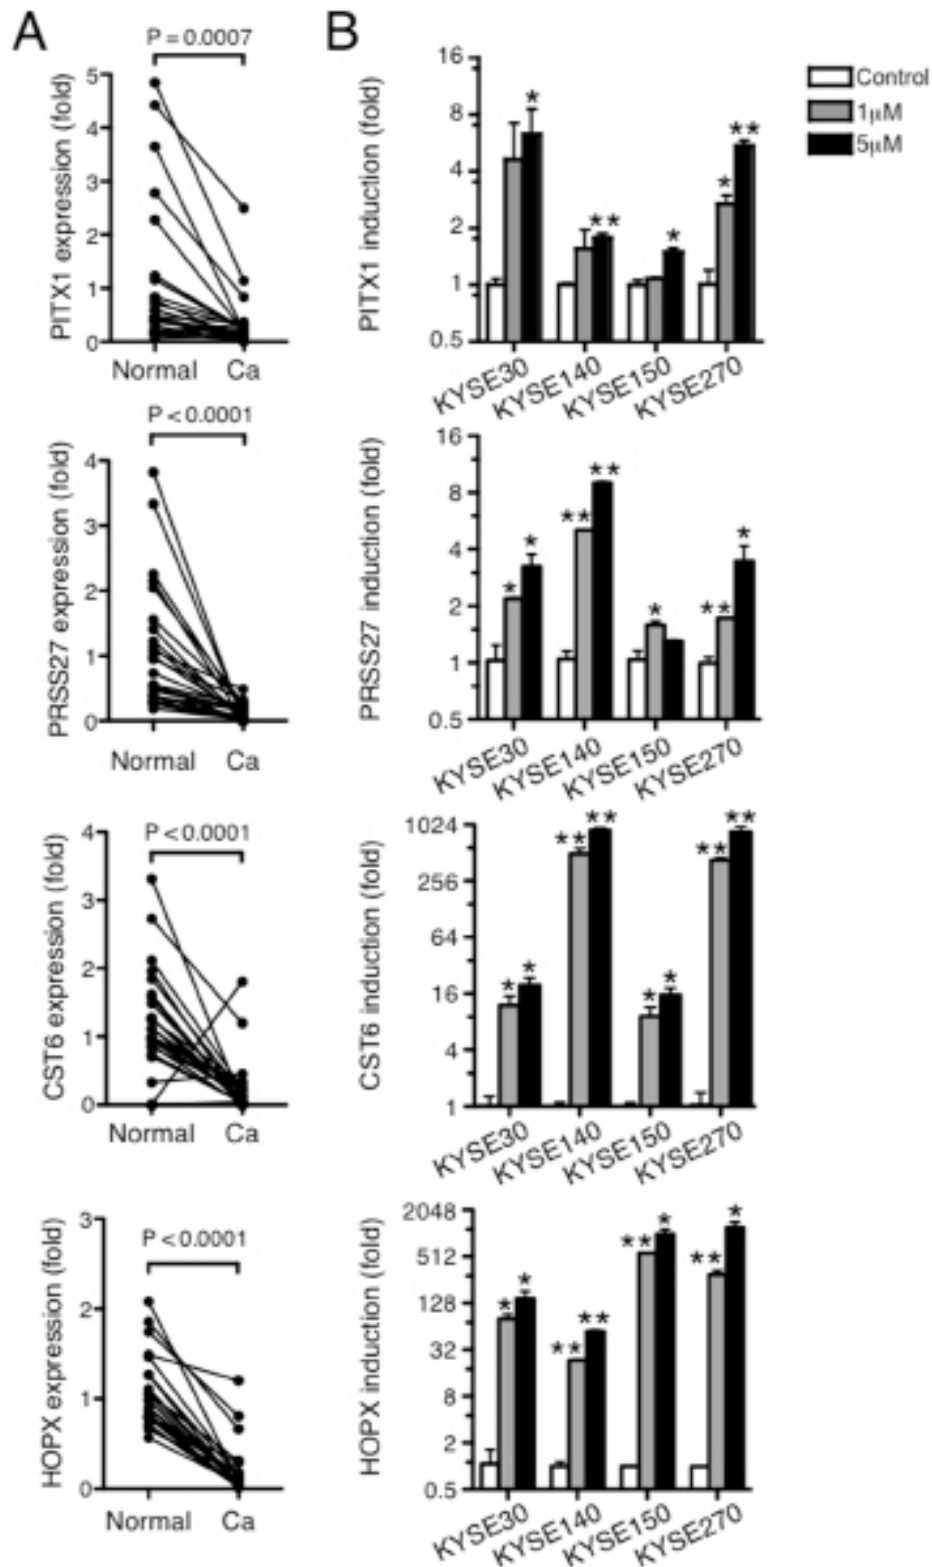 A
P = 0.0007
PITX1 expression (fold)
5
4
3
2
1
0
Normal Ca
B
PITX1 induction (fold)
16
8
4
2
1
0.5
* ** * * **
KYSE30 KYSE140 KYSE150 KYSE270
Control
1μM
5μM
P < 0.0001
PRSS27 expression (fold)
4
3
2
1
0
Normal Ca
PRSS27 induction (fold)
16
8
4
2
1
0.5
* * ** ** * ** *
KYSE30 KYSE140 KYSE150 KYSE270
P < 0.0001
CST6 expression (fold)
4
3
2
1
0
Normal Ca
CST6 induction (fold)
1024
256
64
16
4
1
* * ** ** * * ** **
KYSE30 KYSE140 KYSE150 KYSE270
P < 0.0001
HOPX expression (fold)
3
2
1
0
Normal Ca
HOPX induction (fold)
2048
512
128
32
8
2
0.5
* * ** ** ** * ** *
KYSE30 KYSE140 KYSE150 KYSE270